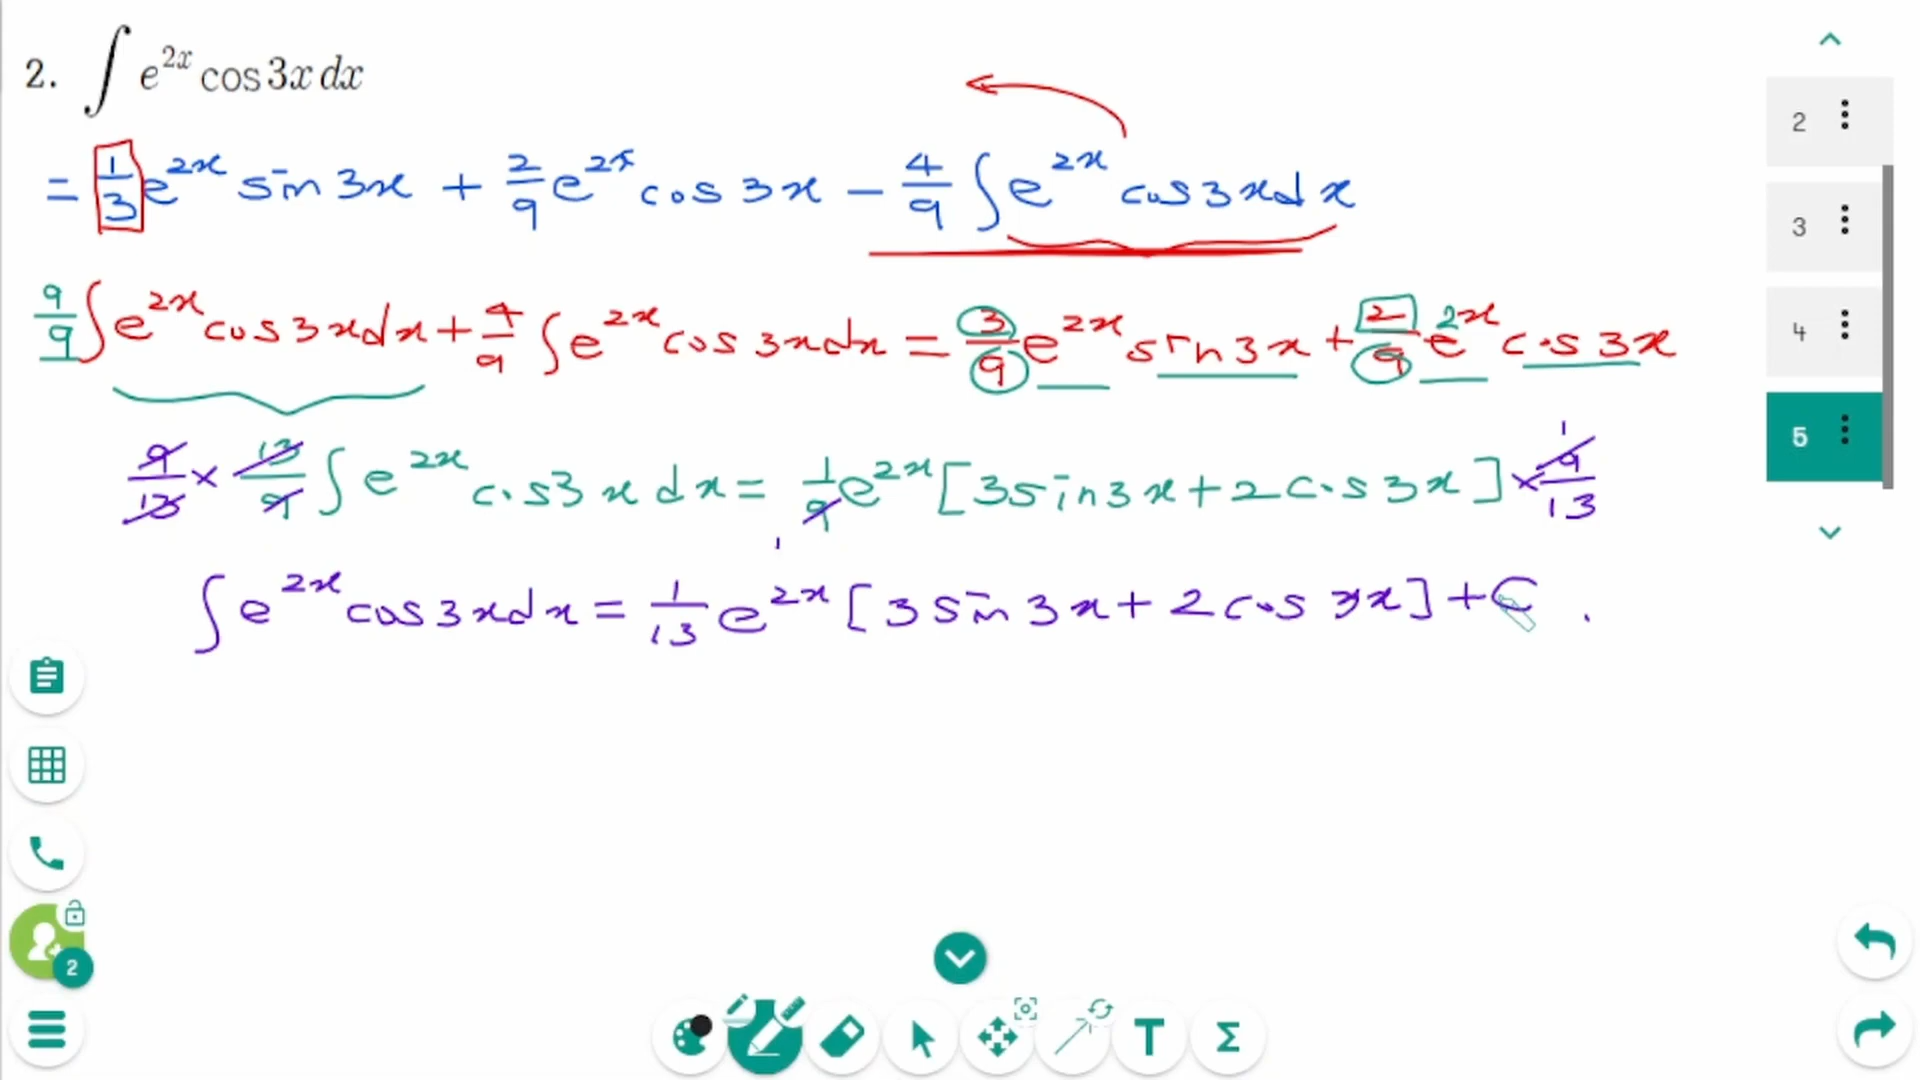 2. ∫ e^{2x} cos 3x dx
= 1/3 e^{2x} sin 3x + 2/9 e^{2x} cos 3x − 4/9 ∫ e^{2x} cos 3x dx
9/9 ∫ e^{2x} cos 3x dx + 4/9 ∫ e^{2x} cos 3x dx = 3/9 e^{2x} sin 3x + 2/9 e^{2x} cos 3x
9/13 × 13/9 ∫ e^{2x} cos 3x dx = 1/9 e^{2x} [3 sin 3x + 2 cos 3x] × 9/13
1
1
∫ e^{2x} cos 3x dx = 1/13 e^{2x} [3 sin 3x + 2 cos 3x] + C .
2
3
4
5
2
T
Σ